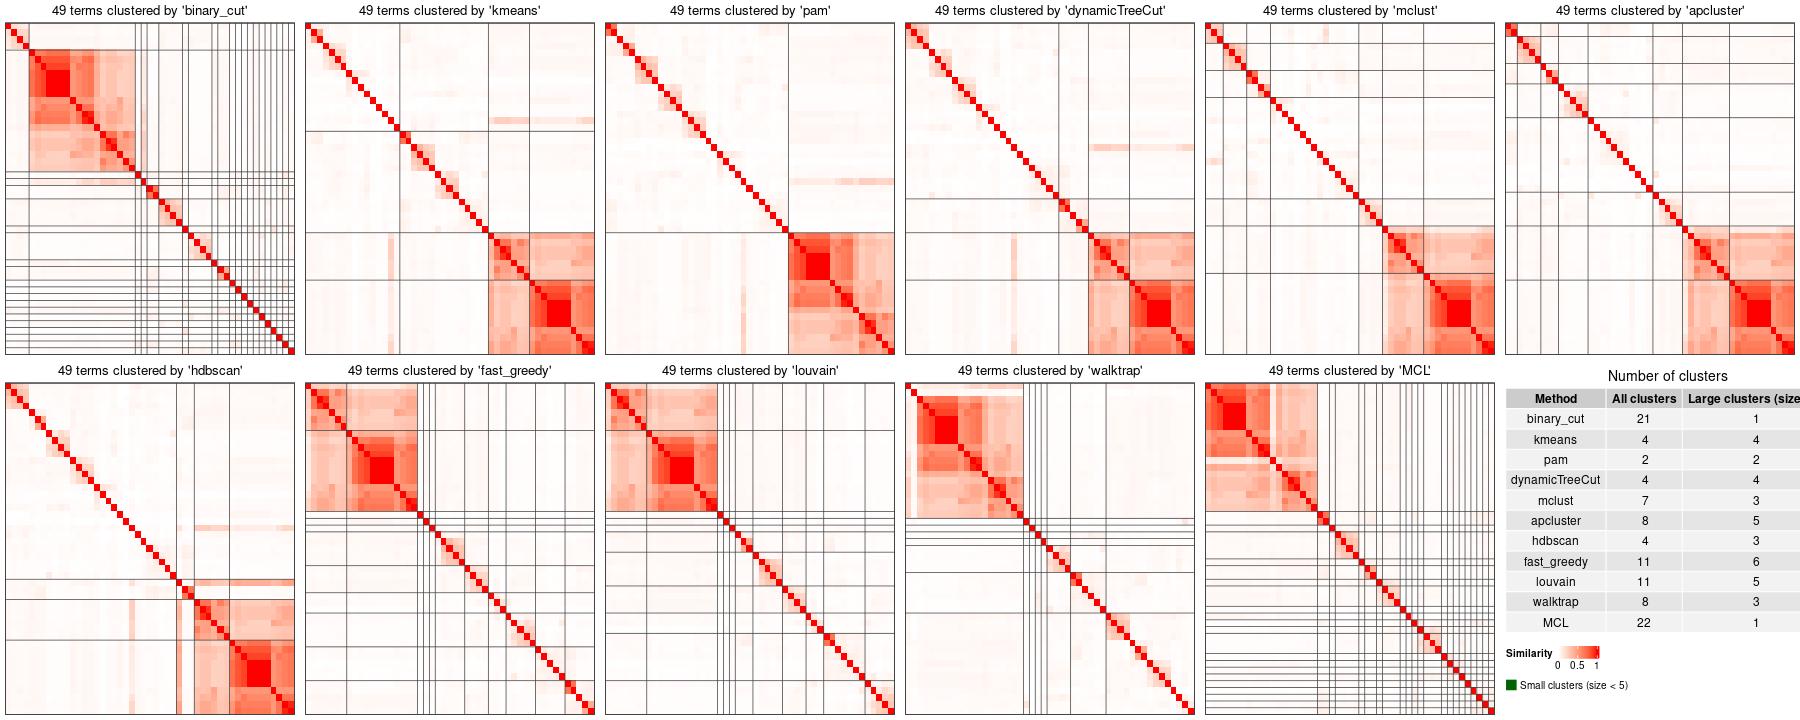 49 terms clustered by 'binary_cut'
49 terms clustered by 'kmeans'
49 terms clustered by 'pam'
49 terms clustered by 'dynamicTreeCut'
49 terms clustered by 'mclust'
49 terms clustered by 'apcluster'
49 terms clustered by 'hdbscan'
49 terms clustered by 'fast_greedy'
49 terms clustered by 'louvain'
49 terms clustered by 'walktrap'
49 terms clustered by 'MCL'
Number of clusters
Method All clusters Large clusters (size
binary_cut 21 1
kmeans 4 4
pam 2 2
dynamicTreeCut 4 4
mclust 7 3
apcluster 8 5
hdbscan 4 3
fast_greedy 11 6
louvain 11 5
walktrap 8 3
MCL 22 1
Similarity
0 0.5 1
Small clusters (size < 5)